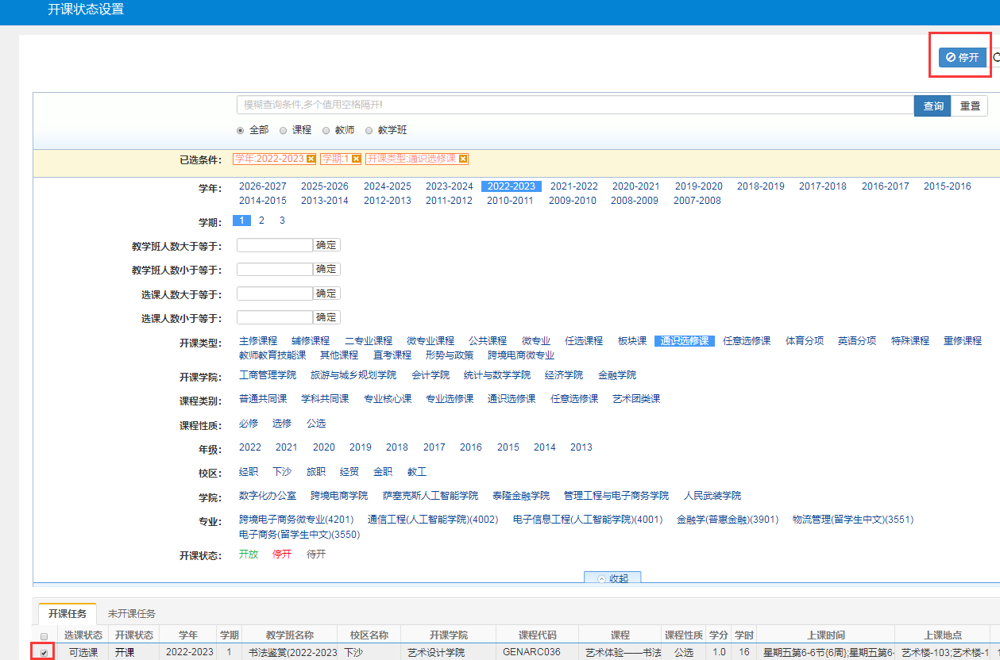 开课状态设置
停开
模糊查询条件,多个值用空格隔开!
查询 重置
全部 课程 教师 教学班
已选条件: 学年:2022-2023 学期:1 开课类型:通识选修课
学年: 2026-2027 2025-2026 2024-2025 2023-2024 2022-2023 2021-2022 2020-2021 2019-2020 2018-2019 2017-2018 2016-2017 2015-2016
2014-2015 2013-2014 2012-2013 2011-2012 2010-2011 2009-2010 2008-2009 2007-2008
学期: 1 2 3
教学班人数大于等于: 确定
教学班人数小于等于: 确定
选课人数大于等于: 确定
选课人数小于等于: 确定
开课类型: 主修课程 辅修课程 二专业课程 微专业课程 公共课程 微专业 任选课程 板块课 通识选修课 任意选修课 体育分项 英语分项 特殊课程 重修课程
教师教育技能课 其他课程 直考课程 形势与政策 跨境电商微专业
开课学院: 工商管理学院 旅游与城乡规划学院 会计学院 统计与数学学院 经济学院 金融学院
课程类别: 普通共同课 学科共同课 专业核心课 专业选修课 通识选修课 任意选修课 艺术团类课
课程性质: 必修 选修 公选
年级: 2022 2021 2020 2019 2018 2017 2016 2015 2014 2013
校区: 经职 下沙 旅职 经贸 金职 教工
学院: 数字化办公室 跨境电商学院 萨塞克斯人工智能学院 泰隆金融学院 管理工程与电子商务学院 人民武装学院
专业: 跨境电子商务微专业(4201) 通信工程(人工智能学院)(4002) 电子信息工程(人工智能学院)(4001) 金融学(普惠金融)(3901) 物流管理(留学生中文)(3551)
电子商务(留学生中文)(3550)
开课状态: 开放 停开 待开
收起
开课任务 未开课任务
选课状态 开课状态 学年 学期 教学班名称 校区名称 开课学院 课程代码 课程 课程性质 学分 学时 上课时间 上课地点
可选课 开课 2022-2023 1 书法鉴赏(2022-2023 下沙 艺术设计学院 GENARC036 艺术体验——书法 公选 1.0 16 星期五第6-6节{6周};星期五第6- 艺术楼-103;艺术楼-1